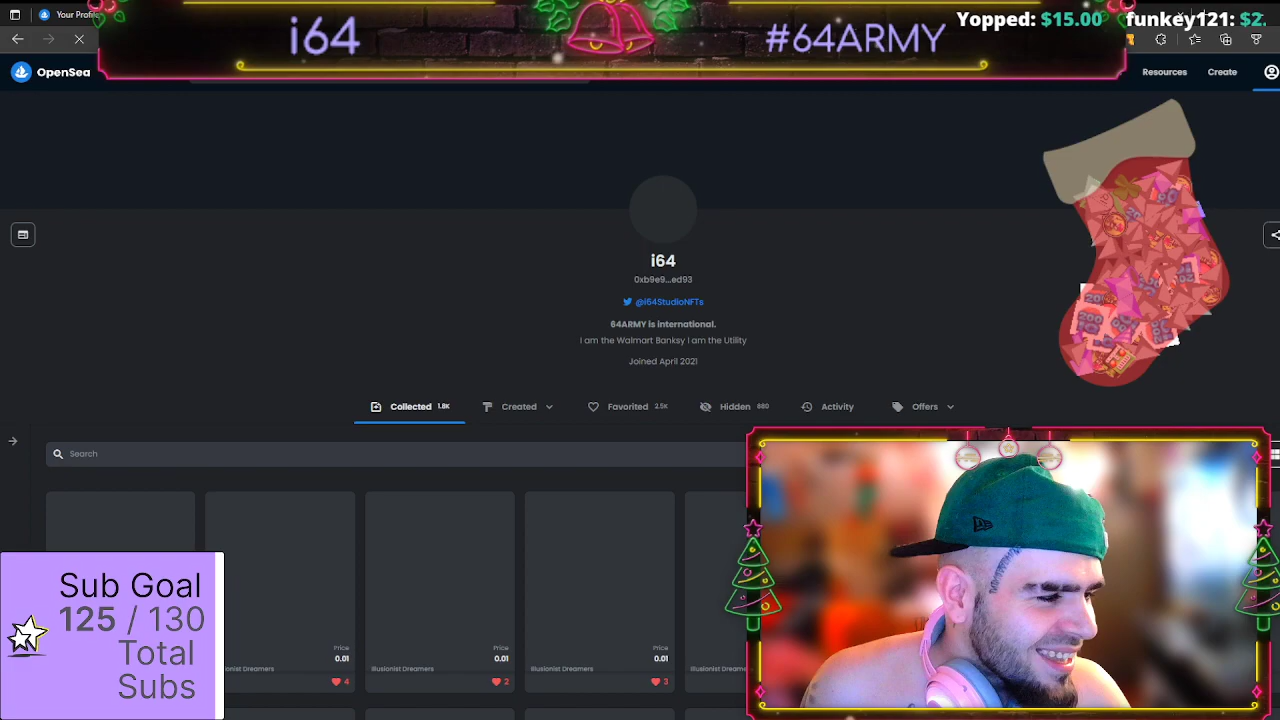 Your Profi
i64
#64ARMY
Yopped: $15.00
funkey121: $2.
OpenSea
Resources
Create
i64
0xb9e9...ed93
@i64StudioNFTs
64ARMY is international.
I am the Walmart Banksy I am the Utility
Joined April 2021
Collected 1.8K
Created
Favorited 2.5K
Hidden 880
Activity
Offers
Search
Price
0.01
Price
0.01
Price
0.01
sionist Dreamers
Illusionist Dreamers
Illusionist Dreamers
Illusionist Dreamers
4
2
3
Sub Goal
125 / 130
Total
Subs